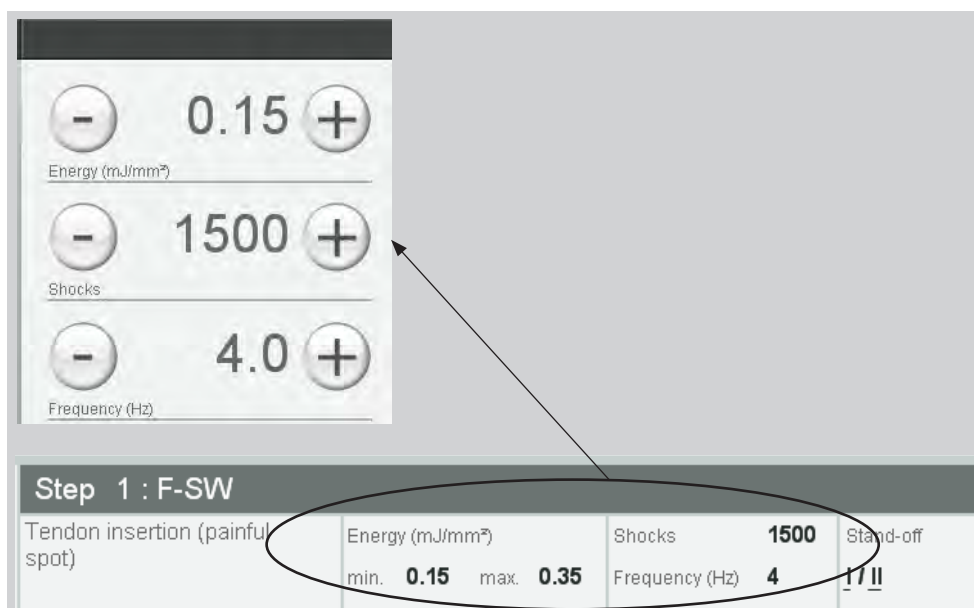 - 0.15 +
Energy (mJ/mm²)
- 1500 +
Shocks
- 4.0 +
Frequency (Hz)
Step 1 : F-SW
Tendon insertion (painful
spot)
Energy (mJ/mm²)
min. 0.15 max. 0.35
Shocks 1500
Frequency (Hz) 4
Stand-off
I / II